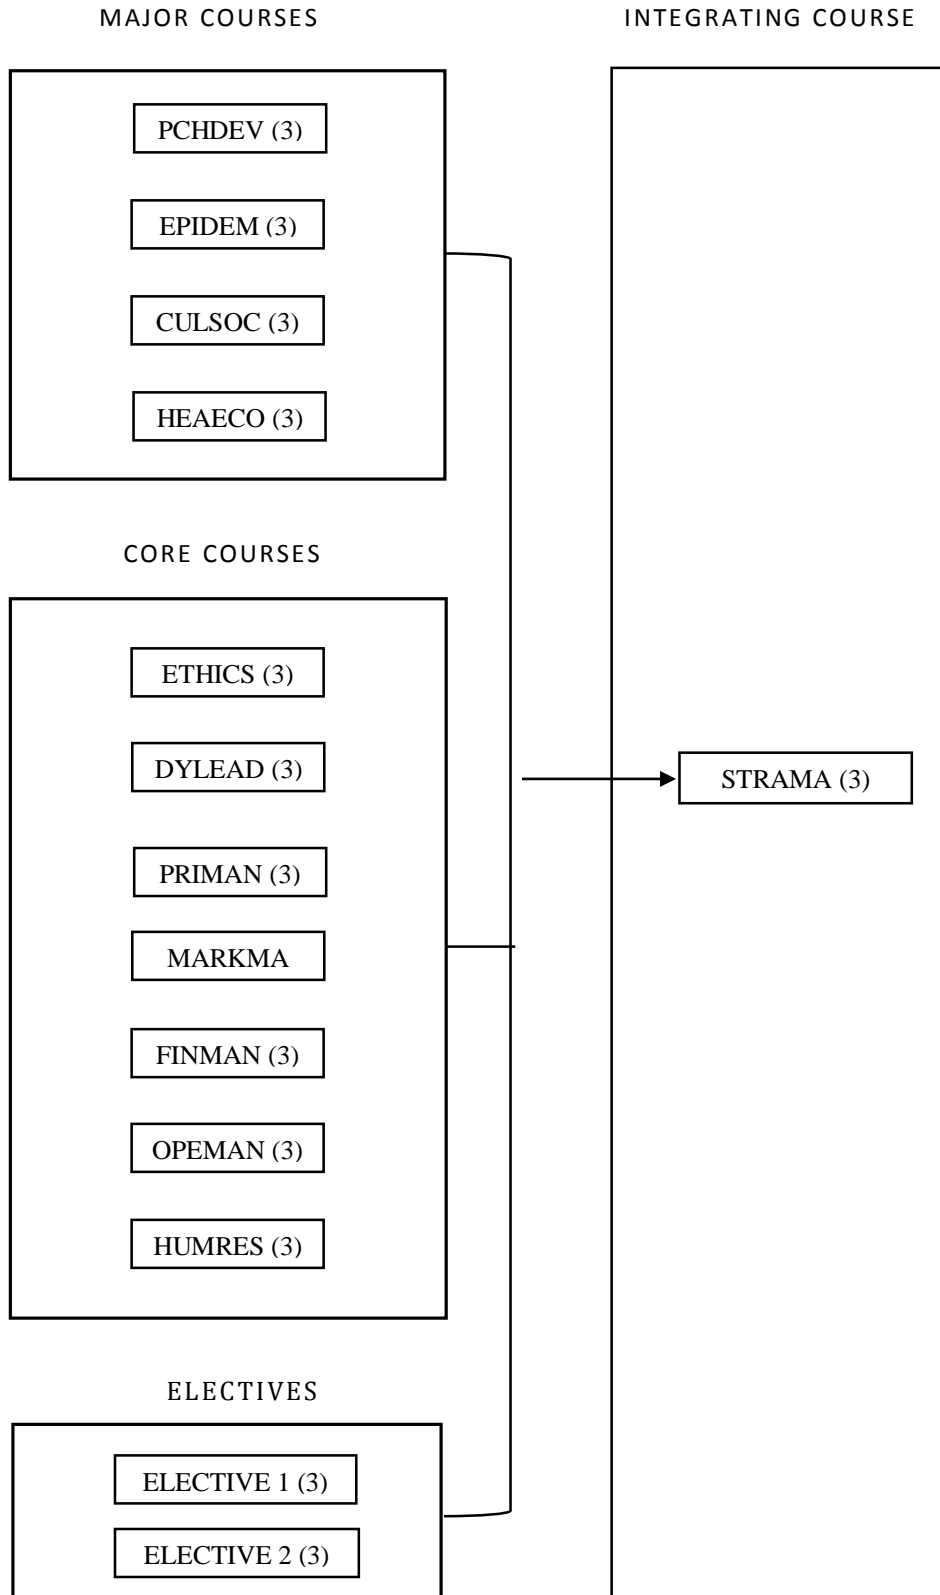 MAJOR COURSES
PCHDEV (3)
EPIDEM (3)
CULSOC (3)
HEAECO (3)
CORE COURSES
ETHICS (3)
DYLEAD (3)
PRIMAN (3)
MARKMA
FINMAN (3)
OPEMAN (3)
HUMRES (3)
ELECTIVES
ELECTIVE 1 (3)
ELECTIVE 2 (3)
INTEGRATING COURSE
STRAMA (3)